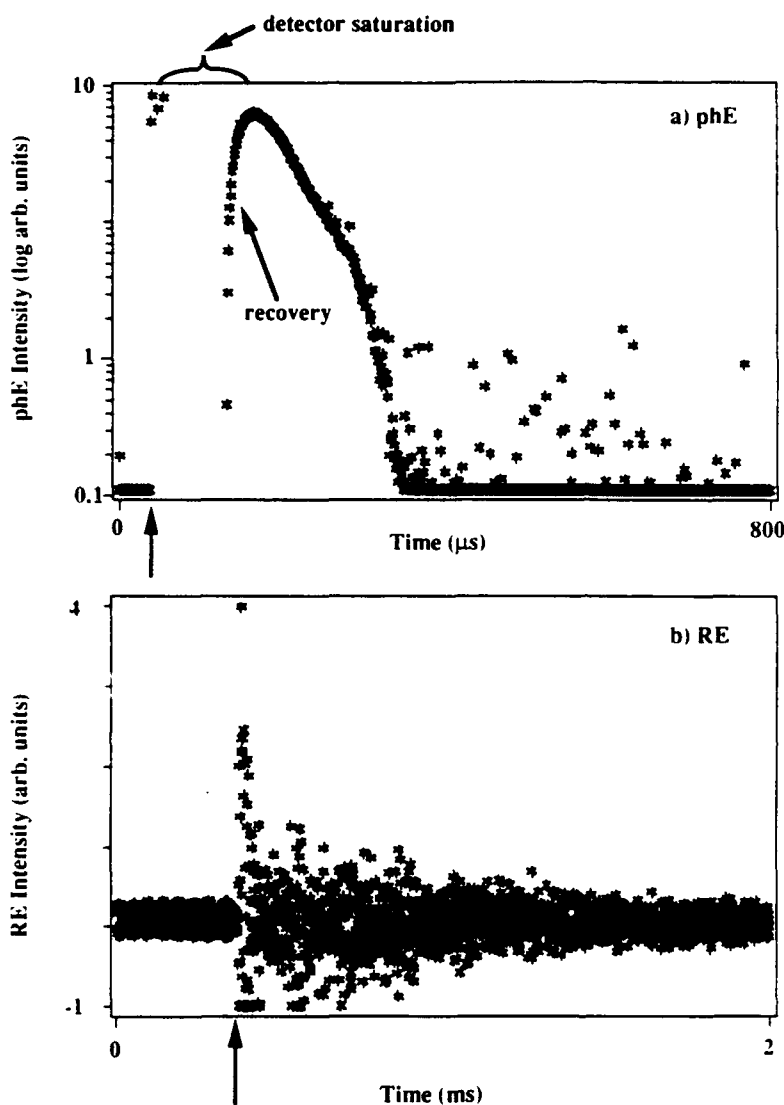 detector saturation
10
a) phE
phE Intensity (log arb. units)
recovery
1
0.1
0
Time (μs)
800
4
b) RE
RE Intensity (arb. units)
-1
0
2
Time (ms)